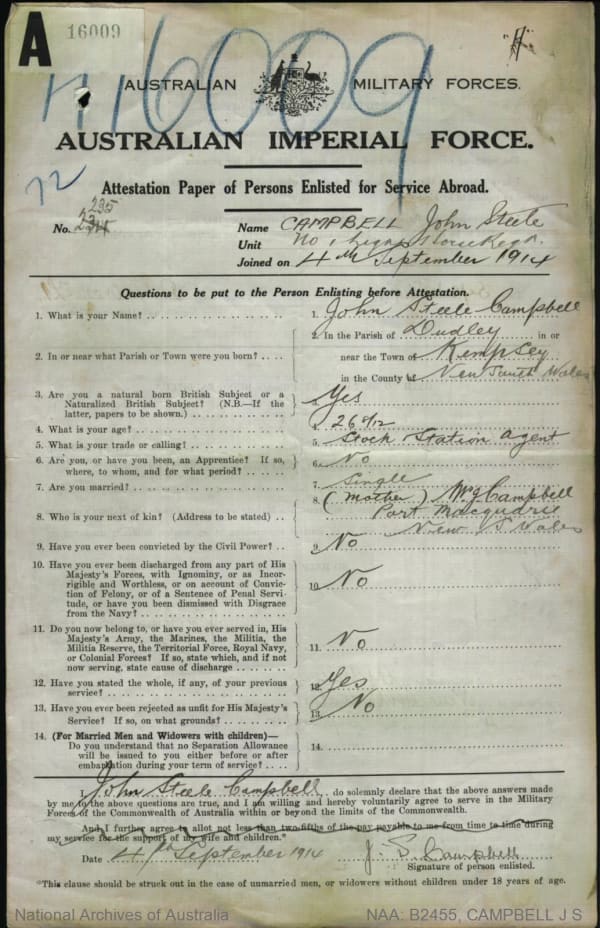 A 16009
416009
AUSTRALIAN MILITARY FORCES.
AUSTRALIAN IMPERIAL FORCE.
72
Attestation Paper of Persons Enlisted for Service Abroad.
235
No. Name CAMPBELL John Steele
Unit No 1 Light Horse Regt.
Joined on 4th September 1914
Questions to be put to the Person Enlisting before Attestation.
1. What is your Name? 1. John Steele Campbell
2. In or near what Parish or Town were you born? 2. In the Parish of Dudley in or
near the Town of Kempsey
in the County of New South Wales
3. Are you a natural born British Subject or a
Naturalized British Subject? (N.B.—If the
latter, papers to be shown.) Yes
4. What is your age? 26
5. What is your trade or calling? 5. Stock & Station agent
6. Are you, or have you been, an Apprentice? If so,
where, to whom, and for what period? 6. No
7. Are you married? 7. Single
8. Who is your next of kin? (Address to be stated) 8. (Mother) Campbell
Port Macquarie
New S. Wales
9. Have you ever been convicted by the Civil Power? 9. No
10. Have you ever been discharged from any part of His
Majesty's Forces, with Ignominy, or as Incor-
rigible and Worthless, or on account of Convic-
tion of Felony, or of a Sentence of Penal Servi-
tude, or have you been dismissed with Disgrace
from the Navy? 10. No
11. Do you now belong to, or have you ever served in, His
Majesty's Army, the Marines, the Militia, the
Militia Reserve, the Territorial Force, Royal Navy,
or Colonial Forces? If so, state which, and if not
now serving, state cause of discharge 11. No
12. Have you stated the whole, if any, of your previous
service? 12. Yes
13. Have you ever been rejected as unfit for His Majesty's
Service? If so, on what grounds? 13. No
14. (For Married Men and Widowers with children)—
Do you understand that no Separation Allowance
will be issued to you either before or after
embarkation during your term of service? 14.
I, John Steele Campbell, do solemnly declare that the above answers made
by me to the above questions are true, and I am willing and hereby voluntarily agree to serve in the Military
Forces of the Commonwealth of Australia within or beyond the limits of the Commonwealth.
And I further agree to allot not less than two-fifths of the pay payable to me from time to time during
my service for the support of my wife and children.*
Date 4th September 1914 J. S. Campbell
Signature of person enlisted.
*This clause should be struck out in the case of unmarried men, or widowers without children under 18 years of age.
National Archives of Australia NAA: B2455, CAMPBELL J S